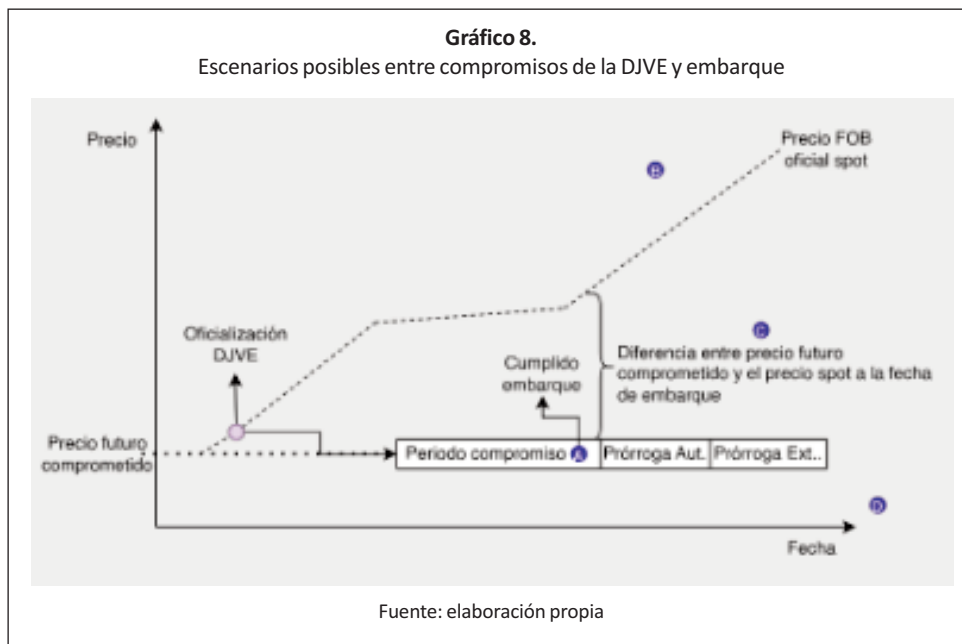 Gráfico 8.
Escenarios posibles entre compromisos de la DJVE y embarque
Precio
Precio FOB
oficial spot
B
Oficialización
DJVE
C
Cumplido
embarque
Diferencia entre precio futuro
comprometido y el precio spot a la fecha
de embarque
Precio futuro
comprometido
Periodo compromiso A Prórroga Aut. Prórroga Ext..
D
Fecha
Fuente: elaboración propia